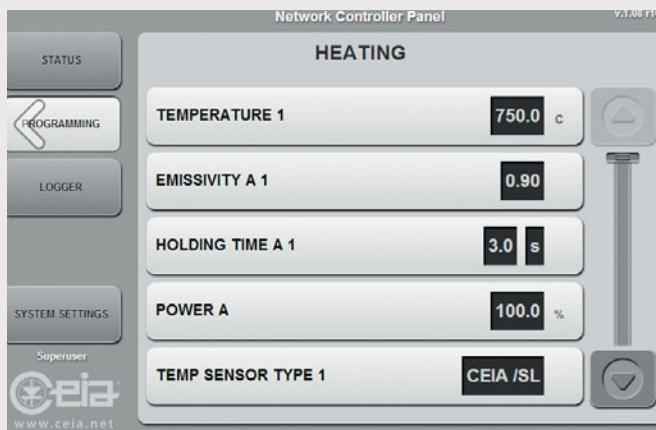 Network Controller Panel
HEATING
STATUS
PROGRAMMING
LOGGER
SYSTEM SETTINGS
Superuser
Ceia
www.ceia.net
TEMPERATURE 1 750.0 C
EMISSIVITY A 1 0.90
HOLDING TIME A 1 3.0 s
POWER A 100.0 %
TEMP SENSOR TYPE 1 CEIA /SL